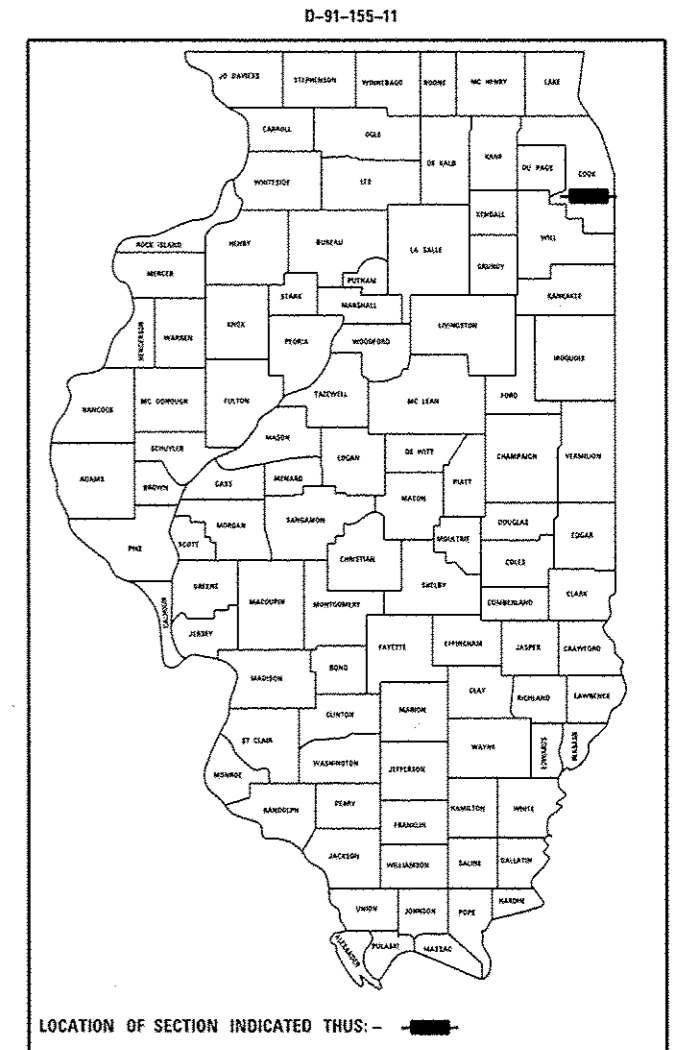 D-91-155-11
JO DAVIESS STEPHENSON WINNEBAGO BOONE MC HENRY LAKE
CARROLL OGLE DE KALB KANE DU PAGE COOK
WHITESIDE LEE
KENDALL WILL
ROCK ISLAND HENRY BUREAU LA SALLE GRUNDY
MERCER PUTNAM
STARK MARSHALL KANKAKEE
HENDERSON WARREN KNOX PEORIA WOODFORD LIVINGSTON IROQUOIS
HANCOCK MC DONOUGH FULTON TAZEWELL MC LEAN FORD
SCHUYLER MASON LOGAN DE WITT CHAMPAIGN VERMILION
ADAMS BROWN CASS MENARD MACON PIATT
PIKE SCOTT MORGAN SANGAMON CHRISTIAN MOULTRIE DOUGLAS EDGAR
COLES
CALHOUN GREENE MACOUPIN MONTGOMERY SHELBY CUMBERLAND CLARK
JERSEY
MADISON BOND FAYETTE EFFINGHAM JASPER CRAWFORD
CLINTON MARION CLAY RICHLAND LAWRENCE
ST CLAIR WASHINGTON JEFFERSON WAYNE EDWARDS WABASH
MONROE
RANDOLPH PERRY FRANKLIN HAMILTON WHITE
JACKSON WILLIAMSON SALINE GALLATIN
UNION JOHNSON POPE HARDIN
ALEXANDER PULASKI MASSAC
LOCATION OF SECTION INDICATED THUS: -